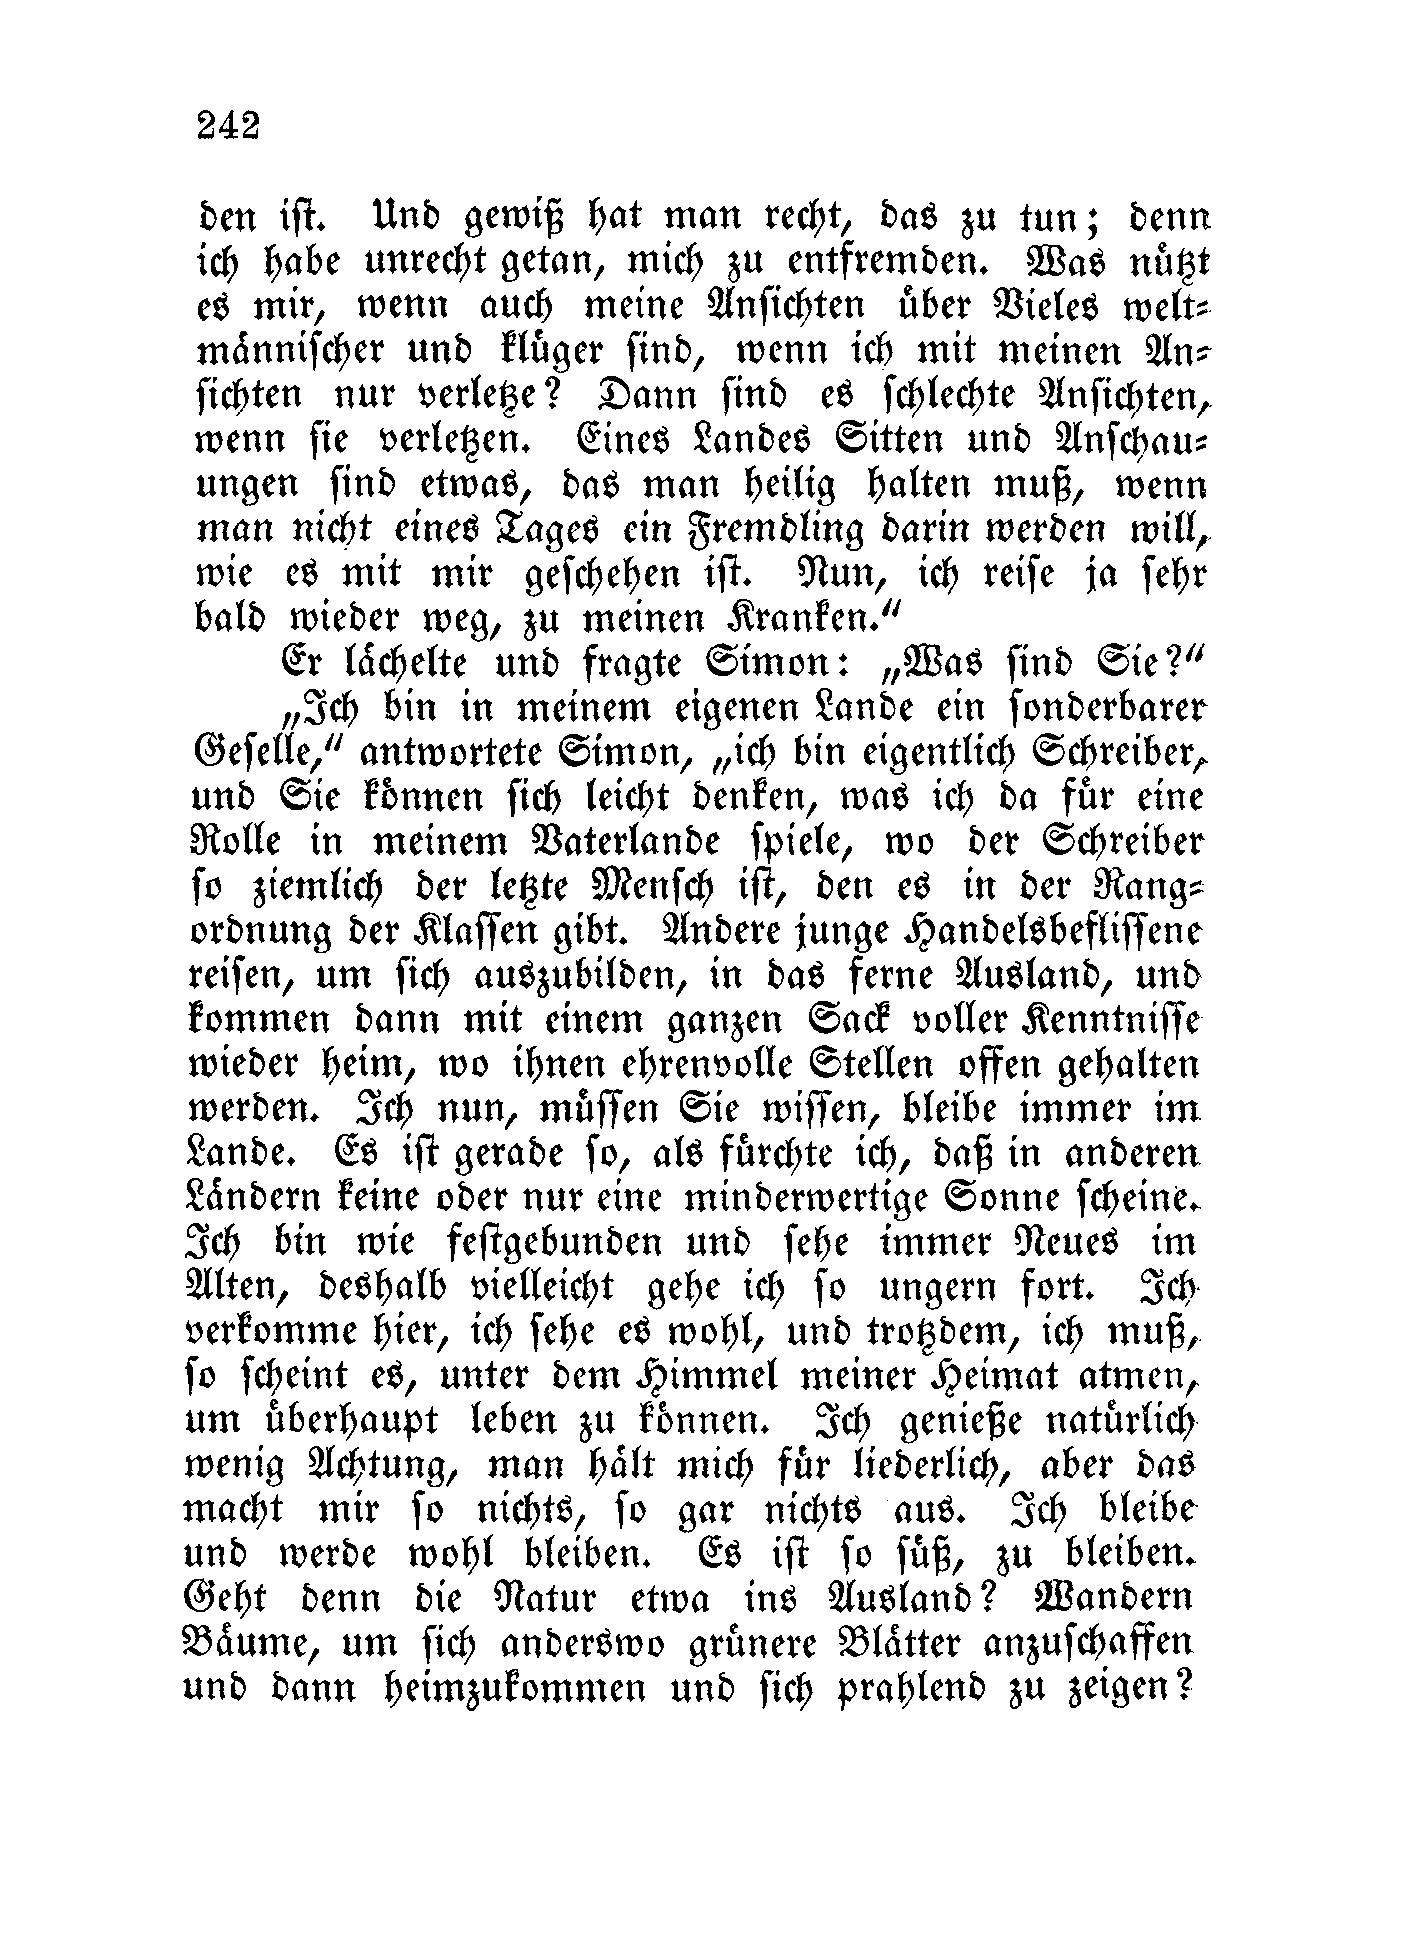 242
den iſt. Und gewiß hat man recht, das zu tun; denn
ich habe unrecht getan, mich zu entfremden. Was nützt
es mir, wenn auch meine Anſichten über Vieles welt⸗
männiſcher und klüger ſind, wenn ich mit meinen An⸗
ſichten nur verletze? Dann ſind es ſchlechte Anſichten,
wenn ſie verletzen. Eines Landes Sitten und Anſchau⸗
ungen ſind etwas, das man heilig halten muß, wenn
man nicht eines Tages ein Fremdling darin werden will,
wie es mit mir geſchehen iſt. Nun, ich reiſe ja ſehr
bald wieder weg, zu meinen Kranken.“
Er lächelte und fragte Simon: „Was ſind Sie?“
„Ich bin in meinem eigenen Lande ein ſonderbarer
Geſelle,“ antwortete Simon, „ich bin eigentlich Schreiber,
und Sie können ſich leicht denken, was ich da für eine
Rolle in meinem Vaterlande ſpiele, wo der Schreiber
ſo ziemlich der letzte Menſch iſt, den es in der Rang⸗
ordnung der Klaſſen gibt. Andere junge Handelsbefliſſene
reiſen, um ſich auszubilden, in das ferne Ausland, und
kommen dann mit einem ganzen Sack voller Kenntniſſe
wieder heim, wo ihnen ehrenvolle Stellen offen gehalten
werden. Ich nun, müſſen Sie wiſſen, bleibe immer im
Lande. Es iſt gerade ſo, als fürchte ich, daß in anderen
Ländern keine oder nur eine minderwertige Sonne ſcheine.
Ich bin wie feſtgebunden und ſehe immer Neues im
Alten, deshalb vielleicht gehe ich ſo ungern fort. Ich
verkomme hier, ich ſehe es wohl, und trotzdem, ich muß,
ſo ſcheint es, unter dem Himmel meiner Heimat atmen,
um überhaupt leben zu können. Ich genieße natürlich
wenig Achtung, man hält mich für liederlich, aber das
macht mir ſo nichts, ſo gar nichts aus. Ich bleibe
und werde wohl bleiben. Es iſt ſo ſüß, zu bleiben.
Geht denn die Natur etwa ins Ausland? Wandern
Bäume, um ſich anderswo grünere Blätter anzuſchaffen
und dann heimzukommen und ſich prahlend zu zeigen?